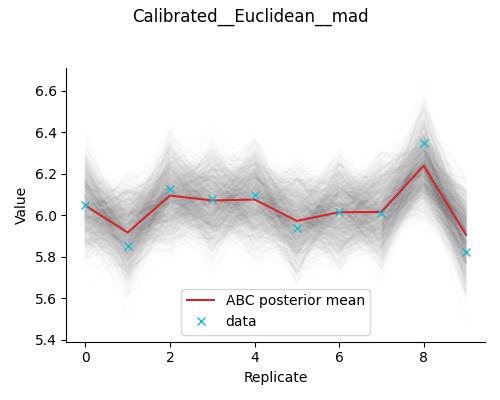 Calibrated__Euclidean__mad
6.6
6.4
6.2
6.0
5.8
5.6
5.4
Value
0
2
4
6
8
Replicate
ABC posterior mean
data